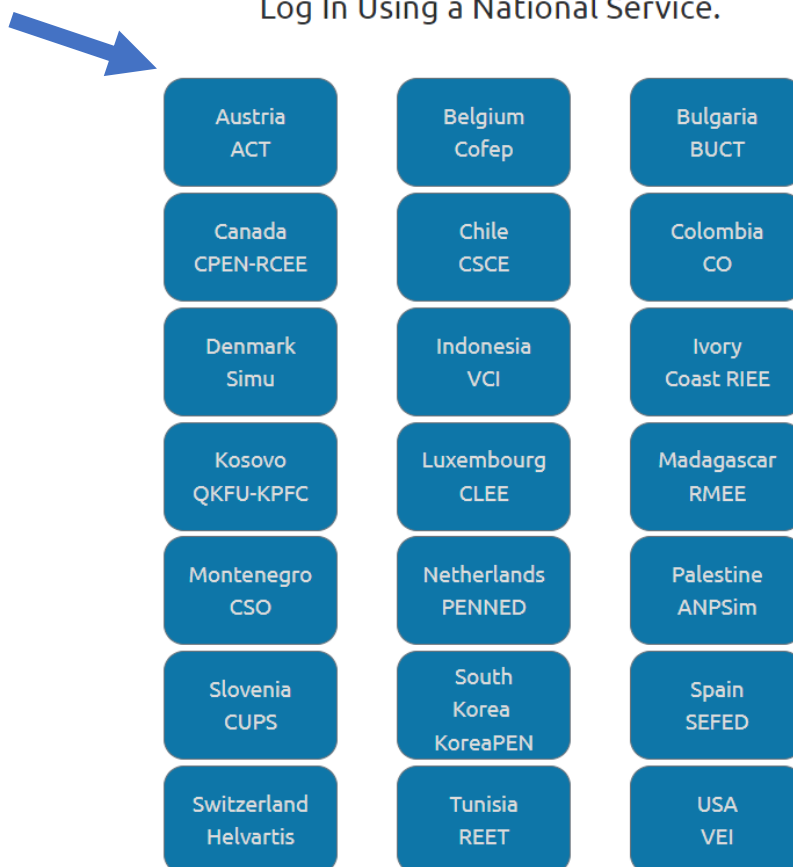 Log In Using a National Service.
Austria
ACT
Belgium
Cofep
Bulgaria
BUCT
Canada
CPEN-RCEE
Chile
CSCE
Colombia
CO
Denmark
Simu
Indonesia
VCI
Ivory
Coast RIEE
Kosovo
QKFU-KPFC
Luxembourg
CLEE
Madagascar
RMEE
Montenegro
CSO
Netherlands
PENNED
Palestine
ANPSim
Slovenia
CUPS
South
Korea
KoreaPEN
Spain
SEFED
Switzerland
Helvartis
Tunisia
REET
USA
VEI